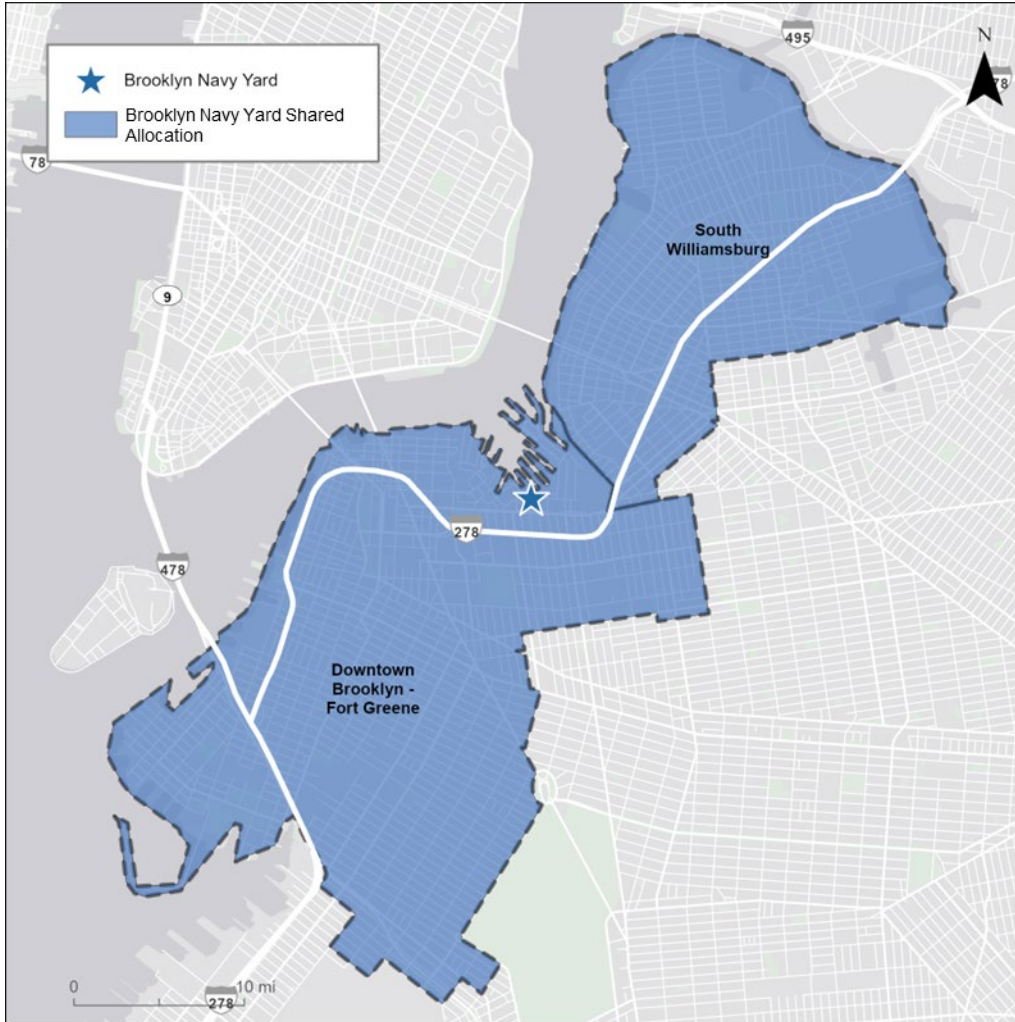 Brooklyn Navy Yard
Brooklyn Navy Yard Shared
Allocation
N
495
78
78
South
Williamsburg
9
278
478
Downtown
Brooklyn -
Fort Greene
0
10 mi
278